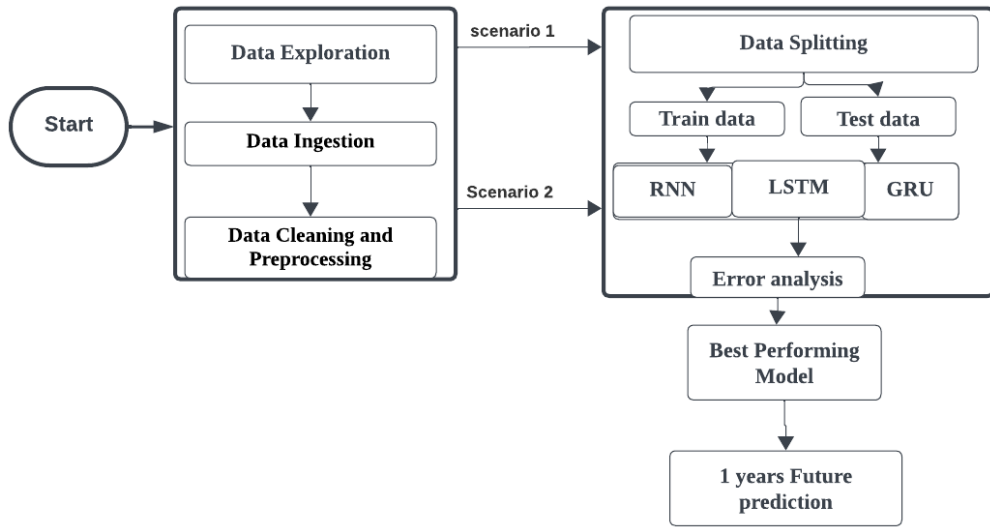 Start
Data Exploration
Data Ingestion
Data Cleaning and
Preprocessing
scenario 1
Scenario 2
Data Splitting
Train data
Test data
RNN
LSTM
GRU
Error analysis
Best Performing
Model
1 years Future
prediction